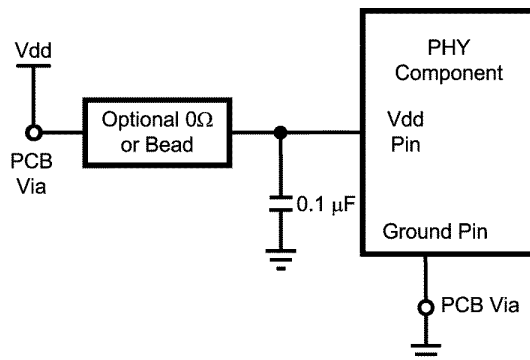 Vdd
PCB
Via
Optional 0Ω
or Bead
0.1 μF
PHY
Component
Vdd
Pin
Ground Pin
PCB Via